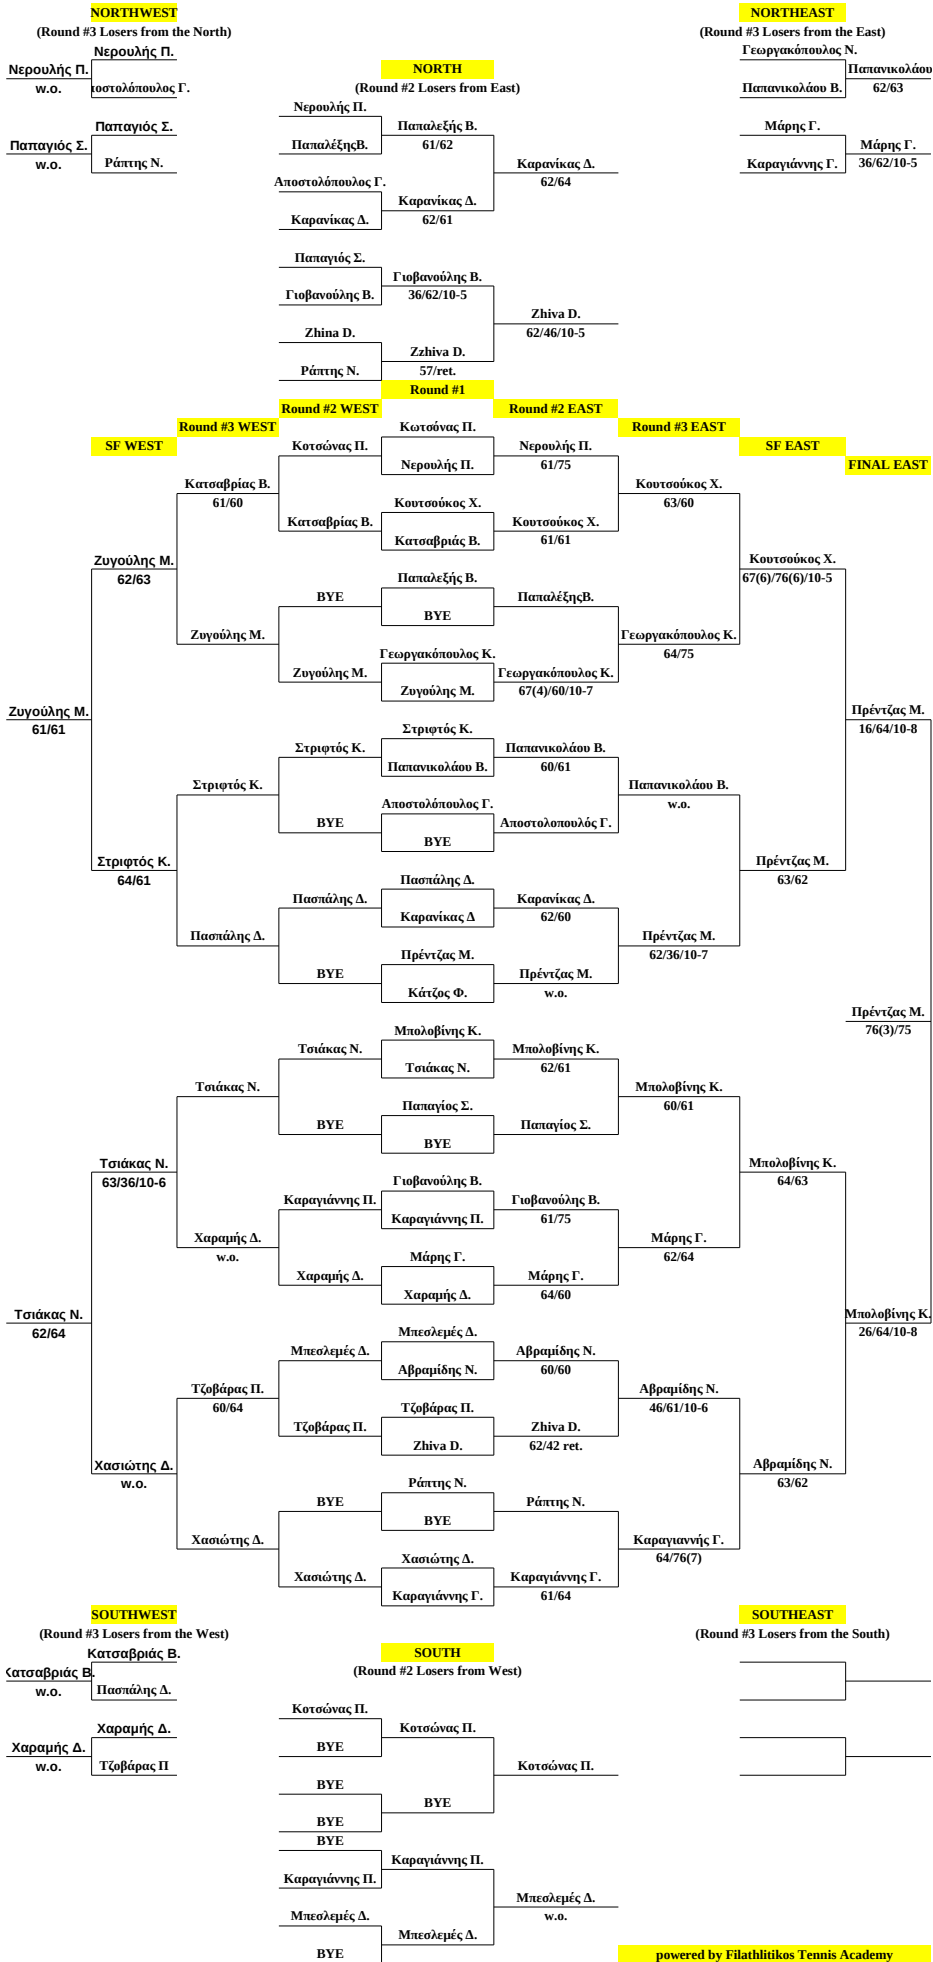 NORTHWEST
(Round #3 Losers from the North)
Νερουλής Π.
Νερουλής Π.
w.o.
ιοστολόπουλος Γ.
Παπαγιός Σ.
Παπαγιός Σ.
w.o.
Ράπτης Ν.
NORTH
(Round #2 Losers from East)
Νερουλής Π.
ΠαπαλέξηςΒ.
Παπαλεξής Β.
61/62
Αποστολόπουλος Γ.
Καρανίκας Δ.
Καρανίκας Δ.
62/61
Καρανίκας Δ.
62/64
Παπαγιός Σ.
Γιοβανούλης Β.
Γιοβανούλης Β.
36/62/10-5
Zhina D.
Ράπτης Ν.
Zzhiva D.
57/ret.
Zhiva D.
62/46/10-5
NORTHEAST
(Round #3 Losers from the East)
Γεωργακόπουλος Ν.
Παπανικολάου Β.
Παπανικολάου
62/63
Μάρης Γ.
Καραγιάννης Γ.
Μάρης Γ.
36/62/10-5
Round #1
Round #2 WEST
Round #2 EAST
Round #3 WEST
Round #3 EAST
SF WEST
SF EAST
FINAL EAST
Κωτσόνας Π.
Νερουλής Π.
Κουτσούκος Χ.
Κατσαβριάς Β.
Παπαλεξής Β.
BYE
Γεωργακόπουλος Κ.
Ζυγούλης Μ.
Στριφτός Κ.
Παπανικολάου Β.
Αποστολόπουλος Γ.
BYE
Πασπάλης Δ.
Καρανίκας Δ
Πρέντζας Μ.
Κάτζος Φ.
Μπολοβίνης Κ.
Τσιάκας Ν.
Παπαγίος Σ.
BYE
Γιοβανούλης Β.
Καραγιάννης Π.
Μάρης Γ.
Χαραμής Δ.
Μπεσλεμές Δ.
Αβραμίδης Ν.
Τζοβάρας Π.
Zhiva D.
Ράπτης Ν.
BYE
Χασιώτης Δ.
Καραγιάννης Γ.
Κοτσώνας Π.
Κατσαβρίας Β.
BYE
Ζυγούλης Μ.
Στριφτός Κ.
BYE
Πασπάλης Δ.
BYE
Τσιάκας Ν.
BYE
Καραγιάννης Π.
Χαραμής Δ.
Μπεσλεμές Δ.
Τζοβάρας Π.
BYE
Χασιώτης Δ.
Κατσαβρίας Β.
61/60
Ζυγούλης Μ.
Στριφτός Κ.
Πασπάλης Δ.
Τσιάκας Ν.
Χαραμής Δ.
w.o.
Τζοβάρας Π.
60/64
Χασιώτης Δ.
Ζυγούλης Μ.
62/63
Στριφτός Κ.
64/61
Τσιάκας Ν.
63/36/10-6
Χασιώτης Δ.
w.o.
Ζυγούλης Μ.
61/61
Τσιάκας Ν.
62/64
Νερουλής Π.
61/75
Κουτσούκος Χ.
61/61
ΠαπαλέξηςΒ.
Γεωργακόπουλος Κ.
67(4)/60/10-7
Παπανικολάου Β.
60/61
Αποστολοπουλός Γ.
Καρανίκας Δ.
62/60
Πρέντζας Μ.
w.o.
Μπολοβίνης Κ.
62/61
Παπαγίος Σ.
Γιοβανούλης Β.
61/75
Μάρης Γ.
64/60
Αβραμίδης Ν.
60/60
Zhiva D.
62/42 ret.
Ράπτης Ν.
Καραγιάννης Γ.
61/64
Κουτσούκος Χ.
63/60
Γεωργακόπουλος Κ.
64/75
Παπανικολάου Β.
w.o.
Πρέντζας Μ.
62/36/10-7
Μπολοβίνης Κ.
60/61
Μάρης Γ.
62/64
Αβραμίδης Ν.
46/61/10-6
Καραγιαννής Γ.
64/76(7)
Κουτσούκος Χ.
67(6)/76(6)/10-5
Πρέντζας Μ.
63/62
Μπολοβίνης Κ.
64/63
Αβραμίδης Ν.
63/62
Πρέντζας Μ.
16/64/10-8
Μπολοβίνης Κ.
26/64/10-8
Πρέντζας Μ.
76(3)/75
SOUTHWEST
(Round #3 Losers from the West)
Κατσαβριάς Β.
Κατσαβριάς Β.
w.o.
Πασπάλης Δ.
Χαραμής Δ.
Χαραμής Δ.
w.o.
Τζοβάρας Π
SOUTH
(Round #2 Losers from West)
Κοτσώνας Π.
BYE
Κοτσώνας Π.
BYE
BYE
BYE
Κοτσώνας Π.
BYE
Καραγιάννης Π.
Καραγιάννης Π.
Μπεσλεμές Δ.
BYE
Μπεσλεμές Δ.
Μπεσλεμές Δ.
w.o.
SOUTHEAST
(Round #3 Losers from the South)
powered by Filathlitikos Tennis Academy